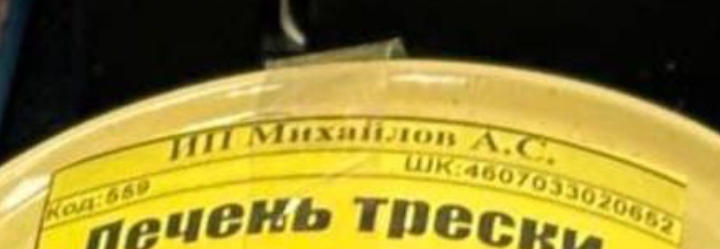 ИП Михайлов А.С.
Код:559 ШК:4607033020652
Печень трески